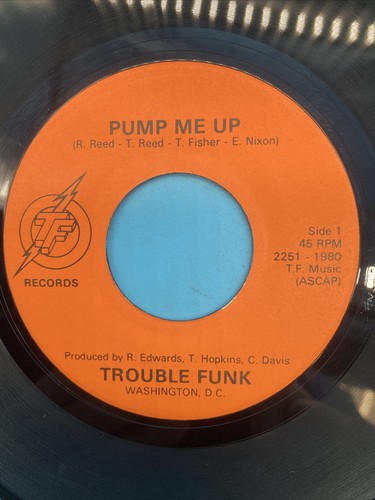 PUMP ME UP
(R. Reed - T. Reed - T. Fisher - E. Nixon)
TF
RECORDS
Side 1
45 RPM
2251 - 1980
T.F. Music
(ASCAP)
Produced by R. Edwards, T. Hopkins, C. Davis
TROUBLE FUNK
WASHINGTON, D.C.